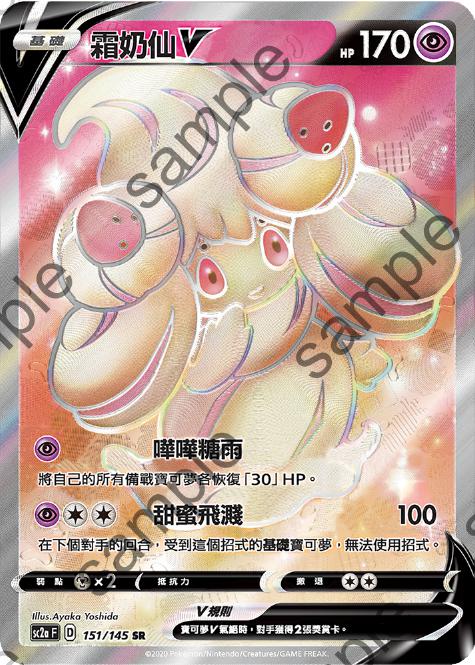 基礎 霜奶仙V HP 170
sample
sample
sample
sample
sample
sample
嘩嘩糖雨
將自己的所有備戰寶可夢各恢復「30」HP。
甜蜜飛濺 100
在下個對手的回合，受到這個招式的基礎寶可夢，無法使用招式。
弱點 ×2 抵抗力 撤退
Illus.Ayaka Yoshida
V規則
sc2a F D 151/145 SR
寶可夢V氣絕時，對手獲得2張獎賞卡。
©2020 Pokémon/Nintendo/Creatures/GAME FREAK.